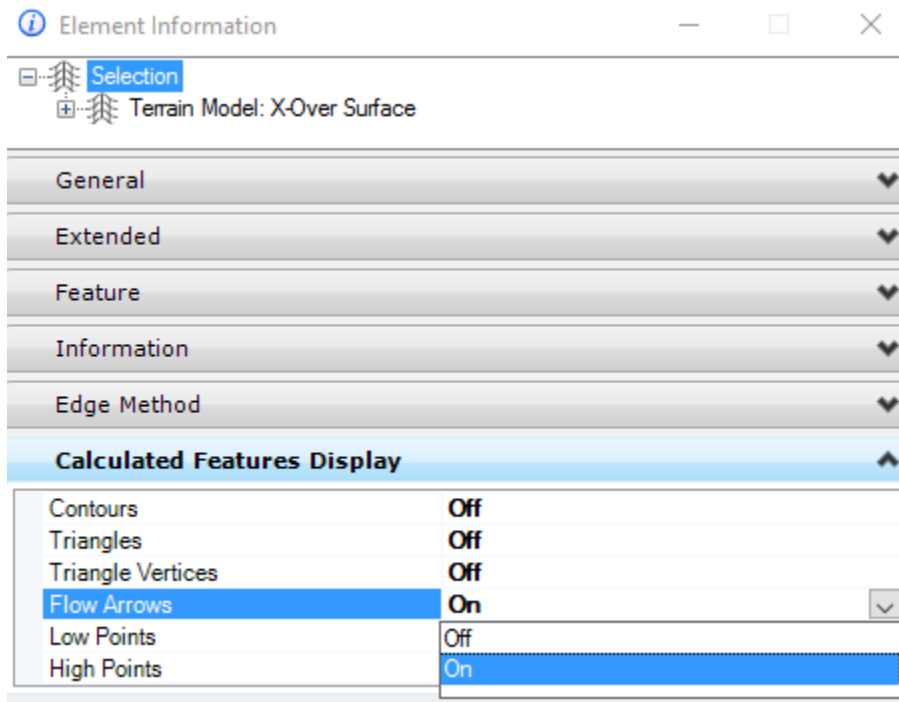 Element Information
Selection
Terrain Model: X-Over Surface
General
Extended
Feature
Information
Edge Method
Calculated Features Display
Contours Off
Triangles Off
Triangle Vertices Off
Flow Arrows On
Low Points Off
High Points On